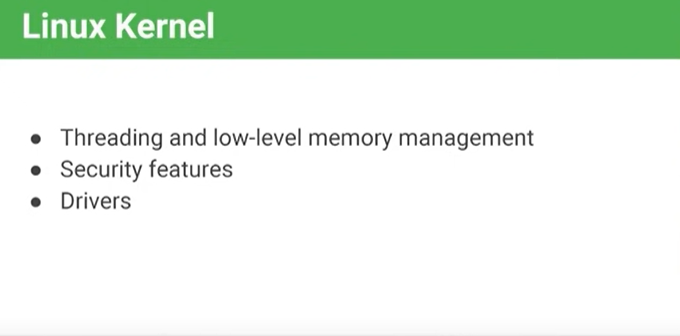 Linux Kernel
● Threading and low-level memory management
● Security features
● Drivers